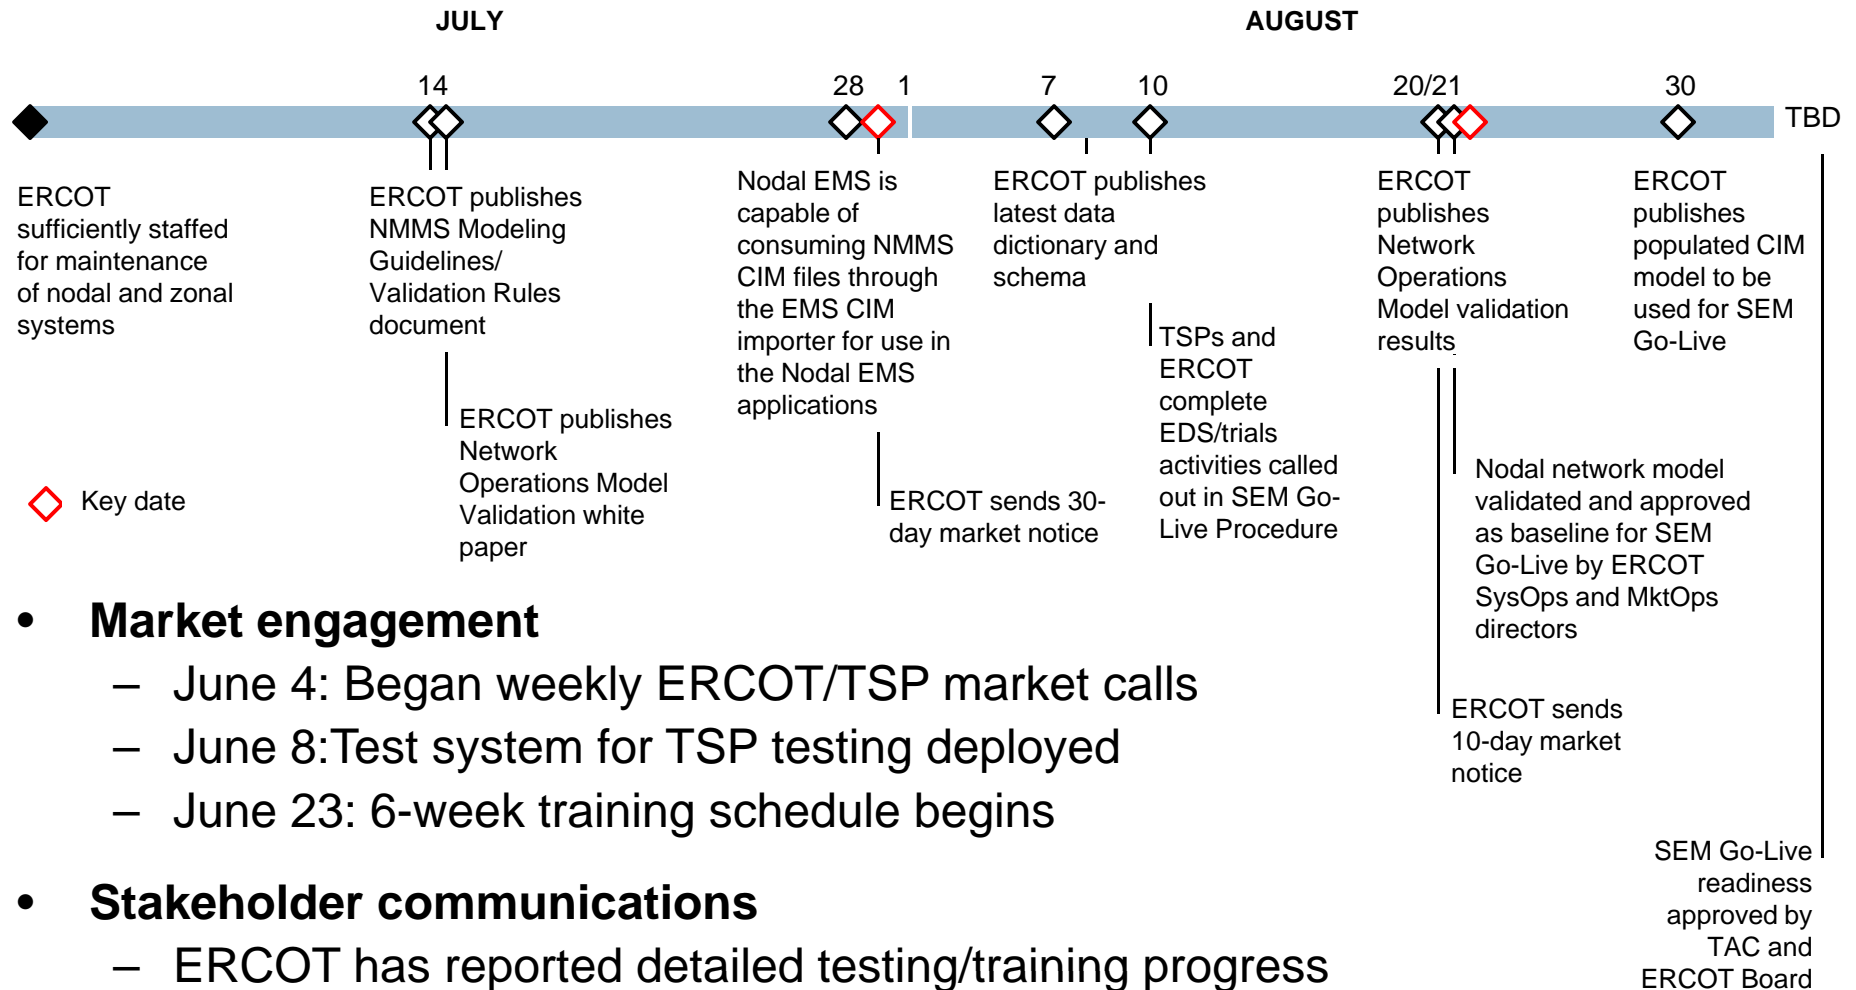 JULY
AUGUST
14
28
1
7
10
20/21
30
TBD
ERCOT
sufficiently staffed
for maintenance
of nodal and zonal
systems
ERCOT publishes
NMMS Modeling
Guidelines/
Validation Rules
document
ERCOT publishes
Network
Operations Model
Validation white
paper
Nodal EMS is
capable of
consuming NMMS
CIM files through
the EMS CIM
importer for use in
the Nodal EMS
applications
ERCOT sends 30-
day market notice
ERCOT publishes
latest data
dictionary and
schema
TSPs and
ERCOT
complete
EDS/trials
activities called
out in SEM Go-
Live Procedure
ERCOT
publishes
Network
Operations
Model validation
results
Nodal network model
validated and approved
as baseline for SEM
Go-Live by ERCOT
SysOps and MktOps
directors
ERCOT sends
10-day market
notice
ERCOT
publishes
populated CIM
model to be
used for SEM
Go-Live
SEM Go-Live
readiness
approved by
TAC and
ERCOT Board
Key date
• Market engagement
– June 4: Began weekly ERCOT/TSP market calls
– June 8:Test system for TSP testing deployed
– June 23: 6-week training schedule begins
• Stakeholder communications
– ERCOT has reported detailed testing/training progress